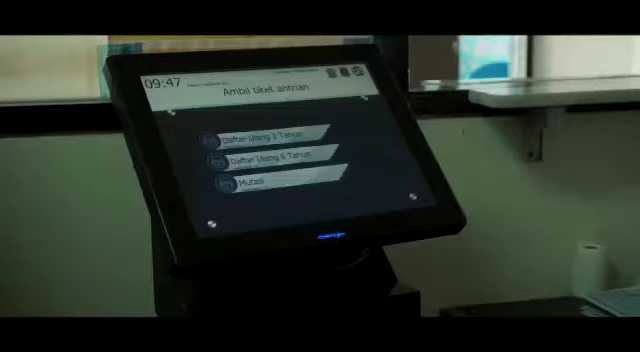 09:47
Ambil tiket antrian
Daftar Ulang 1 Tahun
Daftar Ulang 5 Tahun
Mutasi